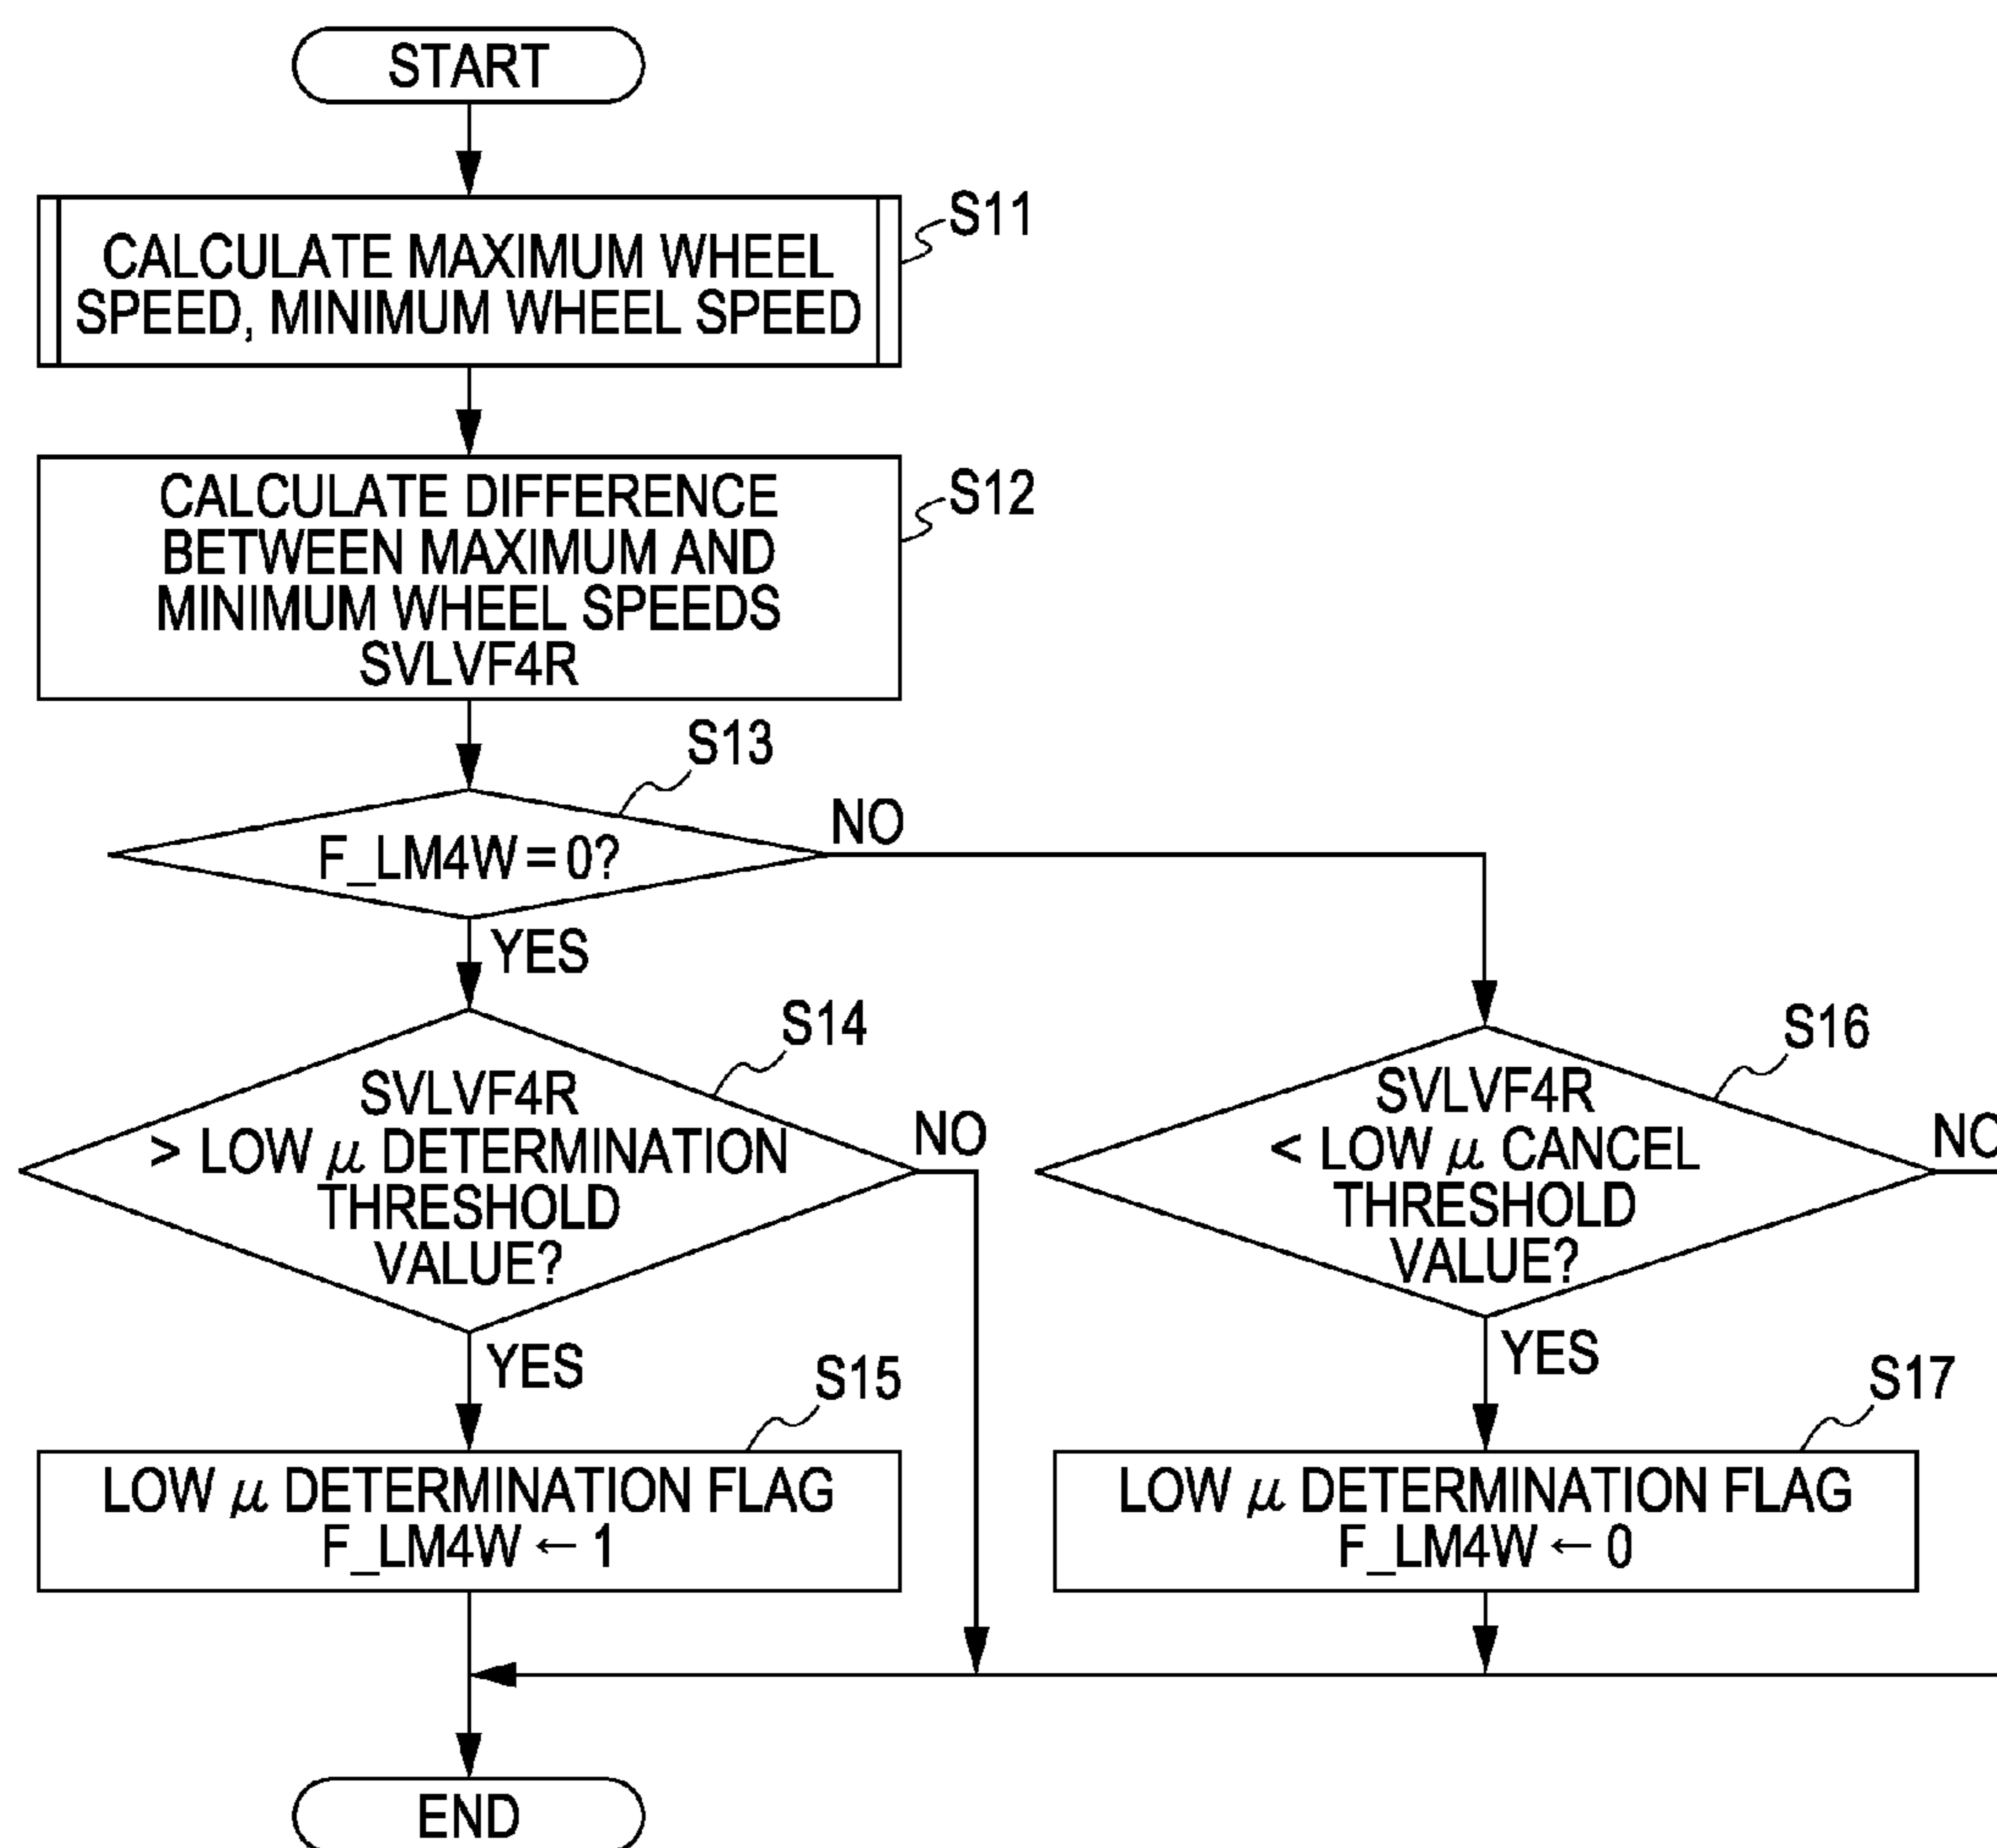 START
S11
CALCULATE MAXIMUM WHEEL
SPEED, MINIMUM WHEEL SPEED
S12
CALCULATE DIFFERENCE
BETWEEN MAXIMUM AND
MINIMUM WHEEL SPEEDS
SVLVF4R
S13
F_LM4W = 0?
NO
YES
S14
SVLVF4R
> LOW μ DETERMINATION
THRESHOLD
VALUE?
NO
YES
S15
LOW μ DETERMINATION FLAG
F_LM4W ← 1
S16
SVLVF4R
< LOW μ CANCEL
THRESHOLD
VALUE?
NO
YES
S17
LOW μ DETERMINATION FLAG
F_LM4W ← 0
END